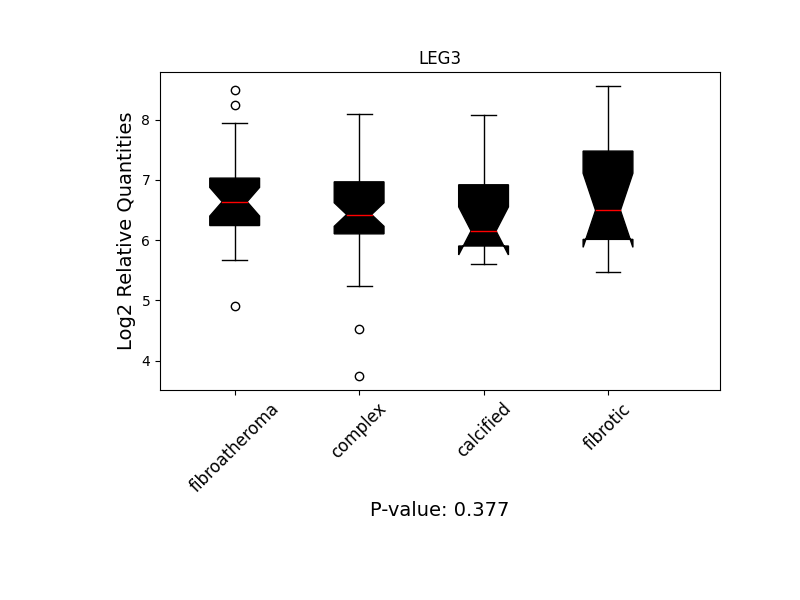 LEG3
Log2 Relative Quantities
8
7
6
5
4
fibroatheroma
complex
calcified
fibrotic
P-value: 0.377